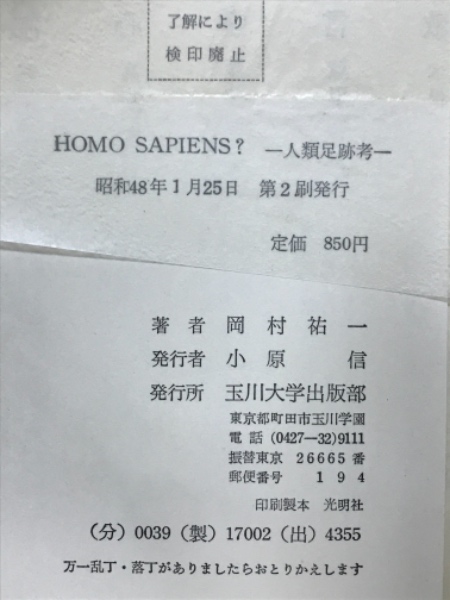 了解により
検印廃止
HOMO SAPIENS? ―人類足跡考―
昭和48年1月25日 第2刷発行
定価 850円
著者 岡村祐一
発行者 小原 信
発行所 玉川大学出版部
東京都町田市玉川学園
電話 (0427―32)9111
振替東京 26665番
郵便番号 194
印刷製本 光明社
(分) 0039 (製) 17002 (出) 4355
万一乱丁・落丁がありましたらおとりかえします